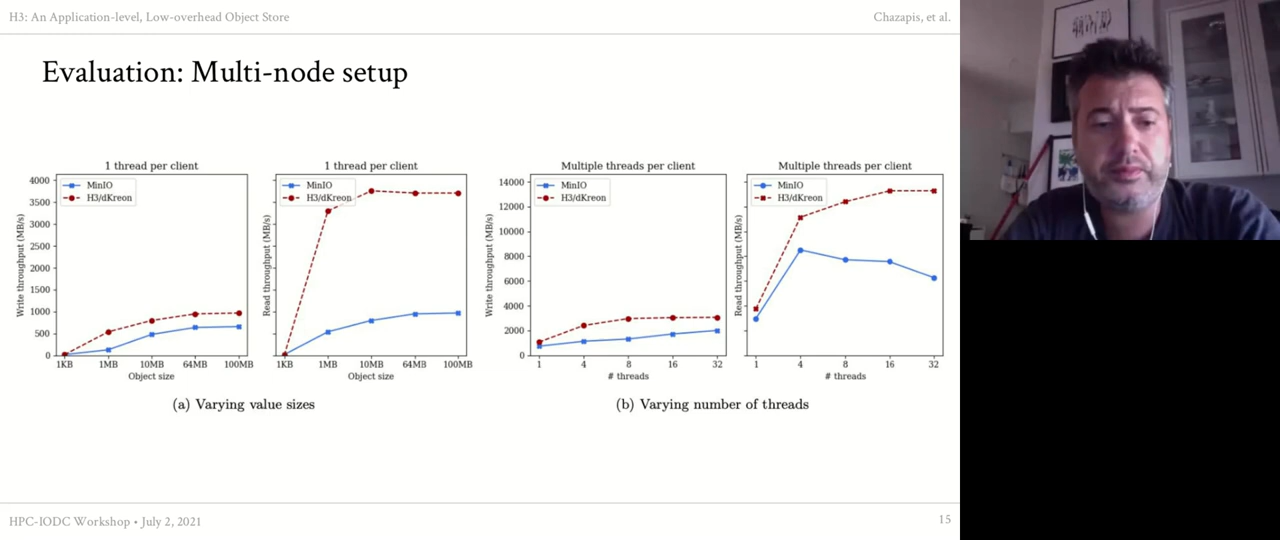 H3: An Application-level, Low-overhead Object Store
Chazapis, et al.
Evaluation: Multi-node setup
1 thread per client
MinIO
H3/dKreon
Write throughput (MB/s)
4000
3500
3000
2500
2000
1500
1000
500
0
1KB 1MB 10MB 64MB 100MB
Object size
1 thread per client
MinIO
H3/dKreon
Read throughput (MB/s)
1KB 1MB 10MB 64MB 100MB
Object size
(a) Varying value sizes
Multiple threads per client
MinIO
H3/dKreon
Write throughput (MB/s)
14000
12000
10000
8000
6000
4000
2000
0
1 4 8 16 32
# threads
Multiple threads per client
MinIO
H3/dKreon
Read throughput (MB/s)
1 4 8 16 32
# threads
(b) Varying number of threads
HPC-IODC Workshop • July 2, 2021
15